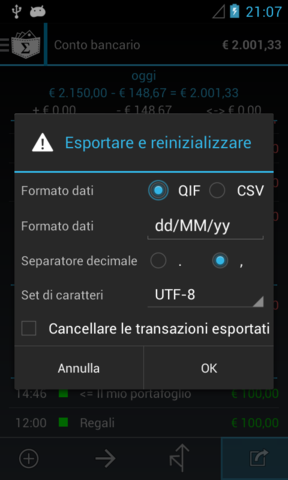 21:07
Conto bancario € 2.001,33
oggi
€ 2.150,00 - € 148,67 = € 2.001,33
+ € 0,00 - € 148,67 <-> € 0,00
Esportare e reinizializzare
Formato dati QIF CSV
Formato dati dd/MM/yy
Separatore decimale . ,
Set di caratteri UTF-8
Cancellare le transazioni esportati
Annulla OK
14:46 <= Il mio portafoglio € 100,00
12:00 Regali € 100,00